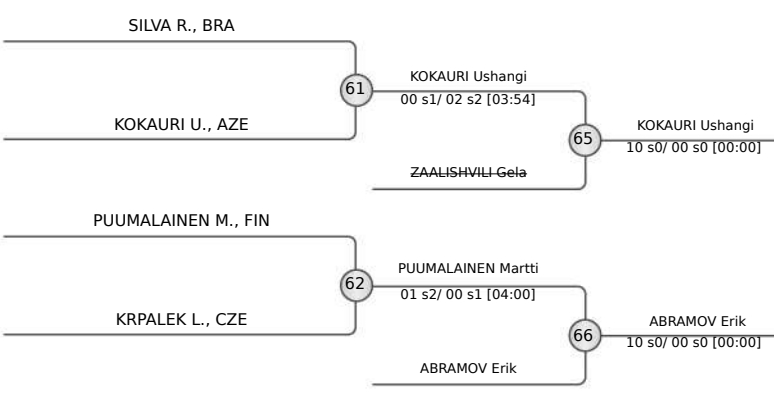 SILVA R., BRA
61
KOKAURI U., AZE
KOKAURI Ushangi
00 s1/ 02 s2 [03:54]
65
ZAALISHVILI Gela
KOKAURI Ushangi
10 s0/ 00 s0 [00:00]
PUUMALAINEN M., FIN
62
KRPALEK L., CZE
PUUMALAINEN Martti
01 s2/ 00 s1 [04:00]
66
ABRAMOV Erik
ABRAMOV Erik
10 s0/ 00 s0 [00:00]